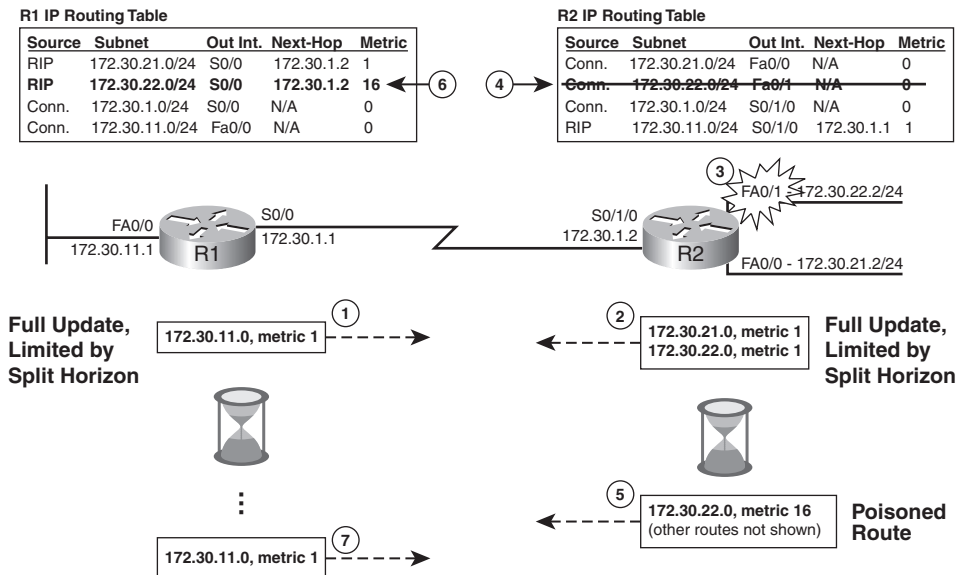 R1 IP Routing Table
Source Subnet Out Int. Next-Hop Metric
RIP 172.30.21.0/24 S0/0 172.30.1.2 1
RIP 172.30.22.0/24 S0/0 172.30.1.2 16
6
Conn. 172.30.1.0/24 S0/0 N/A 0
Conn. 172.30.11.0/24 Fa0/0 N/A 0
R2 IP Routing Table
Source Subnet Out Int. Next-Hop Metric
Conn. 172.30.21.0/24 Fa0/0 N/A 0
4
Conn. 172.30.22.0/24 Fa0/1 N/A 0
Conn. 172.30.1.0/24 S0/1/0 N/A 0
RIP 172.30.11.0/24 S0/1/0 172.30.1.1 1
FA0/0
172.30.11.1
R1
S0/0
172.30.1.1
S0/1/0
172.30.1.2
R2
3
FA0/1 - 172.30.22.2/24
FA0/0 - 172.30.21.2/24
Full Update,
Limited by
Split Horizon
1
172.30.11.0, metric 1
2
172.30.21.0, metric 1
172.30.22.0, metric 1
Full Update,
Limited by
Split Horizon
5
172.30.22.0, metric 16
(other routes not shown)
Poisoned
Route
7
172.30.11.0, metric 1